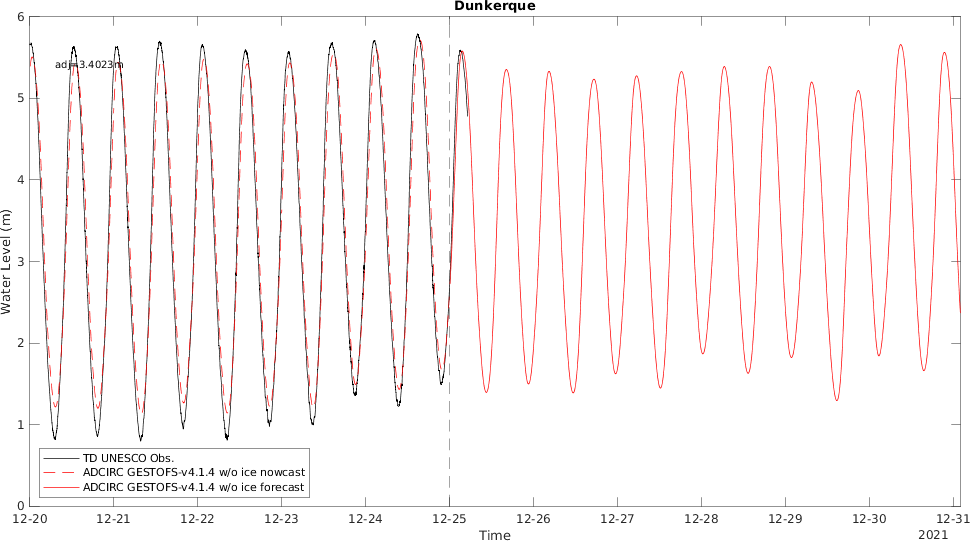 Dunkerque
6
5
4
3
2
1
0
Water Level (m)
adj=3.4023m
TD UNESCO Obs.
ADCIRC GESTOFS-v4.1.4 w/o ice nowcast
ADCIRC GESTOFS-v4.1.4 w/o ice forecast
12-20 12-21 12-22 12-23 12-24 12-25 12-26 12-27 12-28 12-29 12-30 12-31
Time
2021